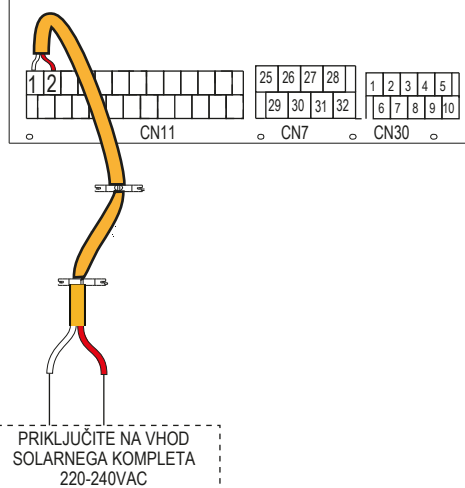 1 2
25 26 27 28
29 30 31 32
1 2 3 4 5
6 7 8 9 10
CN11 CN7 CN30
PRIKLJUČITE NA VHOD
SOLARNEGA KOMPLETA
220-240VAC